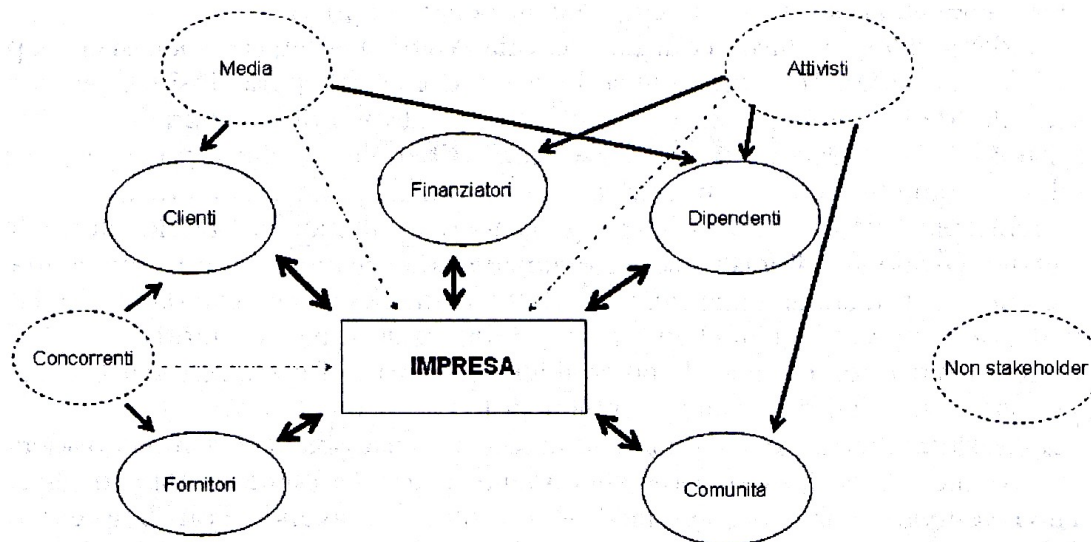 Media
Attivisti
Finanziatori
Clienti
Dipendenti
Concorrenti
IMPRESA
Non stakeholder
Fornitori
Comunità